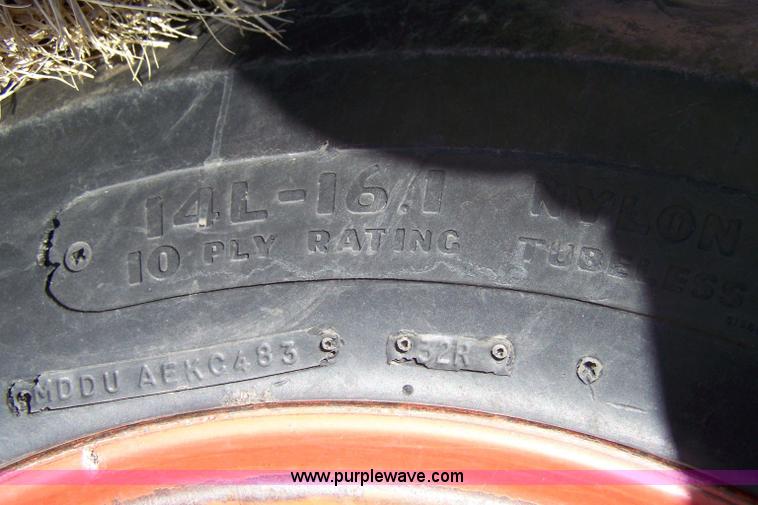 14L-16.1 NYLON
10 PLY RATING TUBELESS
MDDU AEKC483
32R
www.purplewave.com